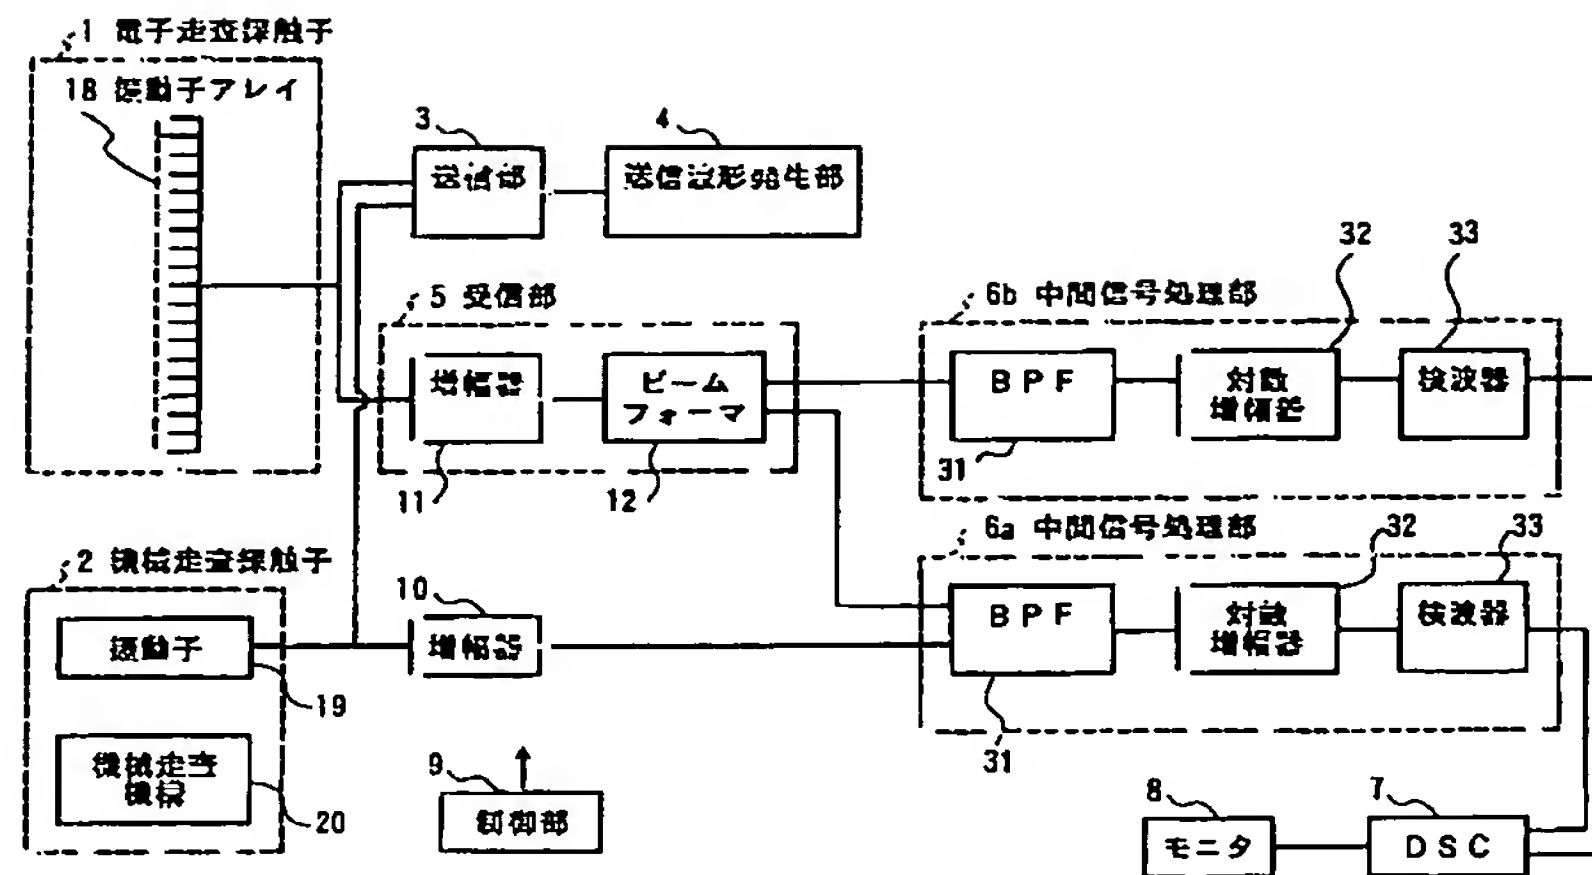 1 電子走査探触子
18 振動子アレイ
3
送信部
4
送信波形発生部
5 受信部
増幅器
11
ビーム
フォーマ
12
6b 中間信号処理部
32
33
BPF
31
対数
増幅器
検波器
6a 中間信号処理部
32
33
BPF
31
対数
増幅器
検波器
2 機械走査探触子
振動子
19
機械走査
機構
20
10
増幅器
9
制御部
8
モニタ
7
DSC